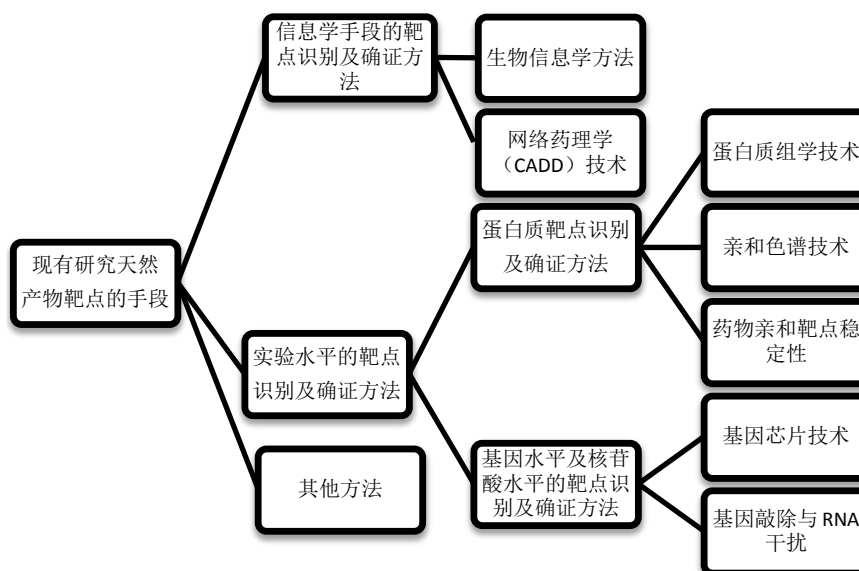 信息学手段的靶
点识别及确证方
法
生物信息学方法
网络药理学
（CADD）技术
蛋白质组学技术
蛋白质靶点识别
及确证方法
亲和色谱技术
现有研究天然
产物靶点的手段
药物亲和靶点稳
定性
实验水平的靶点
识别及确证方法
基因芯片技术
基因水平及核苷
酸水平的靶点识
别及确证方法
其他方法
基因敲除与 RNA
干扰